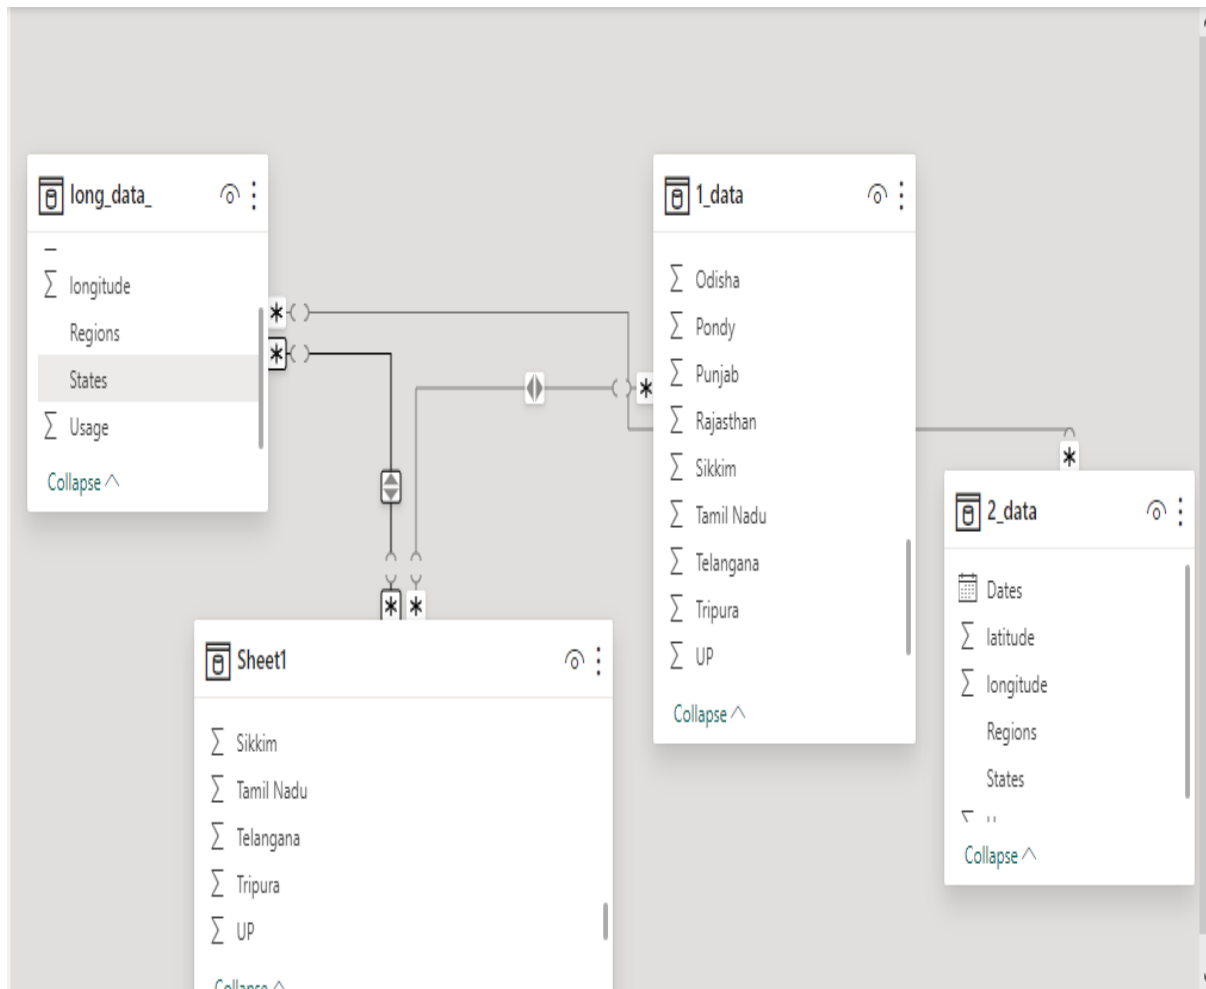 long_data_
longitude
Regions
States
Usage
Collapse
1_data
Odisha
Pondy
Punjab
Rajasthan
Sikkim
Tamil Nadu
Telangana
Tripura
UP
Collapse
2_data
Dates
latitude
longitude
Regions
States
Collapse
Sheet1
Sikkim
Tamil Nadu
Telangana
Tripura
UP
Collapse